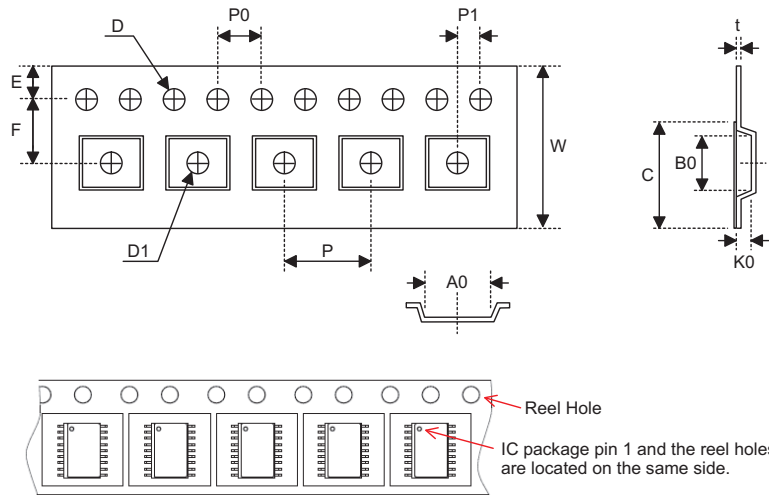 D
P0
P1
t
E
F
W
C
B0
D1
P
K0
A0
Reel Hole
IC package pin 1 and the reel holes
are located on the same side.